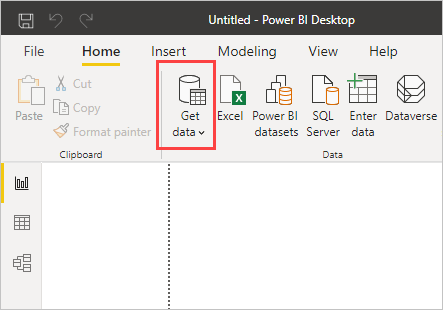 Untitled - Power BI Desktop
File Home Insert Modeling View Help
Paste
Cut
Copy
Format painter
Clipboard
Get
data
Excel
Power BI
datasets
SQL
Server
Enter
data
Dataverse
Data